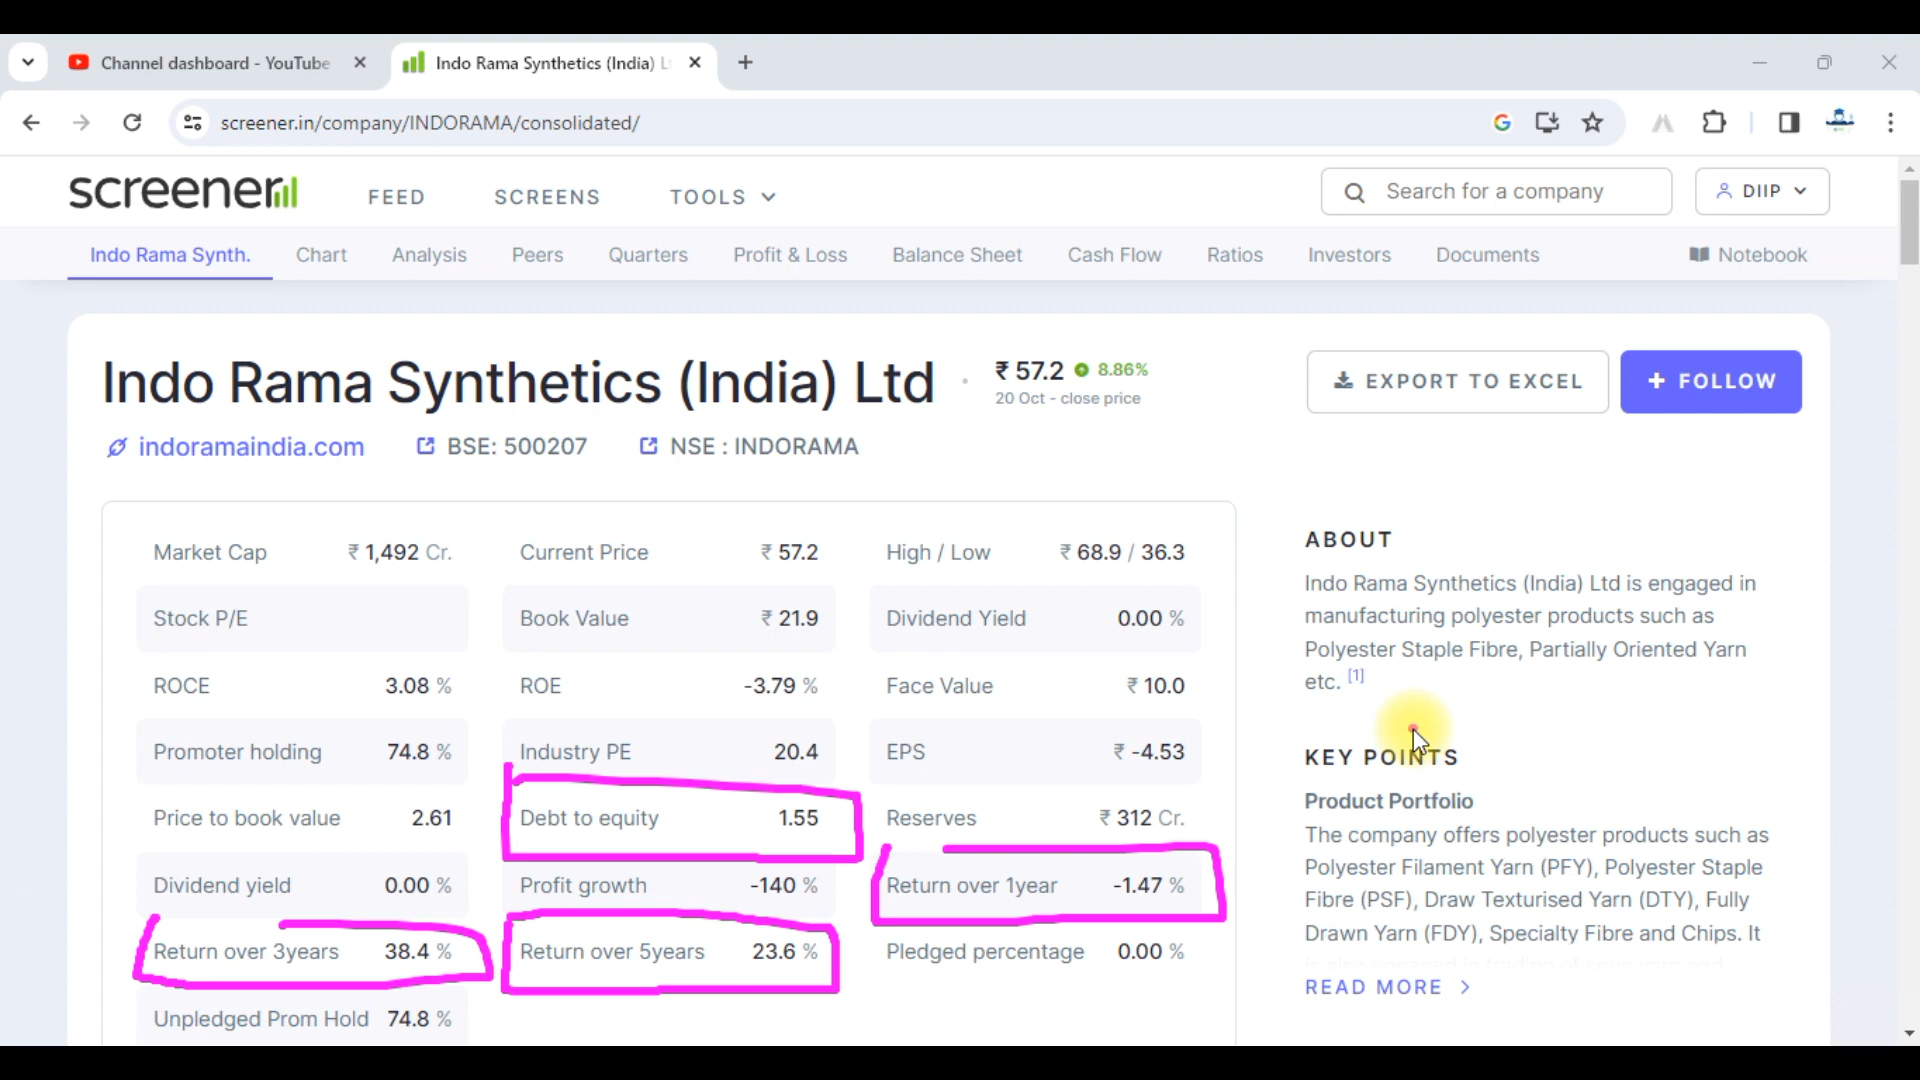 Channel dashboard - YouTube
Indo Rama Synthetics (India) L
screener.in/company/INDORAMA/consolidated/
screener
FEED
SCREENS
TOOLS
Search for a company
DIIP
Indo Rama Synth.
Chart
Analysis
Peers
Quarters
Profit & Loss
Balance Sheet
Cash Flow
Ratios
Investors
Documents
Notebook
Indo Rama Synthetics (India) Ltd
₹ 57.2 8.86%
20 Oct - close price
EXPORT TO EXCEL
+ FOLLOW
indoramaindia.com
BSE: 500207
NSE : INDORAMA
Market Cap ₹ 1,492 Cr.
Current Price ₹ 57.2
High / Low ₹ 68.9 / 36.3
Stock P/E
Book Value ₹ 21.9
Dividend Yield 0.00 %
ROCE 3.08 %
ROE -3.79 %
Face Value ₹ 10.0
Promoter holding 74.8 %
Industry PE 20.4
EPS ₹ -4.53
Price to book value 2.61
Debt to equity 1.55
Reserves ₹ 312 Cr.
Dividend yield 0.00 %
Profit growth -140 %
Return over 1year -1.47 %
Return over 3years 38.4 %
Return over 5years 23.6 %
Pledged percentage 0.00 %
Unpledged Prom Hold 74.8 %
ABOUT
Indo Rama Synthetics (India) Ltd is engaged in
manufacturing polyester products such as
Polyester Staple Fibre, Partially Oriented Yarn
etc. [1]
KEY POINTS
Product Portfolio
The company offers polyester products such as
Polyester Filament Yarn (PFY), Polyester Staple
Fibre (PSF), Draw Texturised Yarn (DTY), Fully
Drawn Yarn (FDY), Specialty Fibre and Chips. It
READ MORE